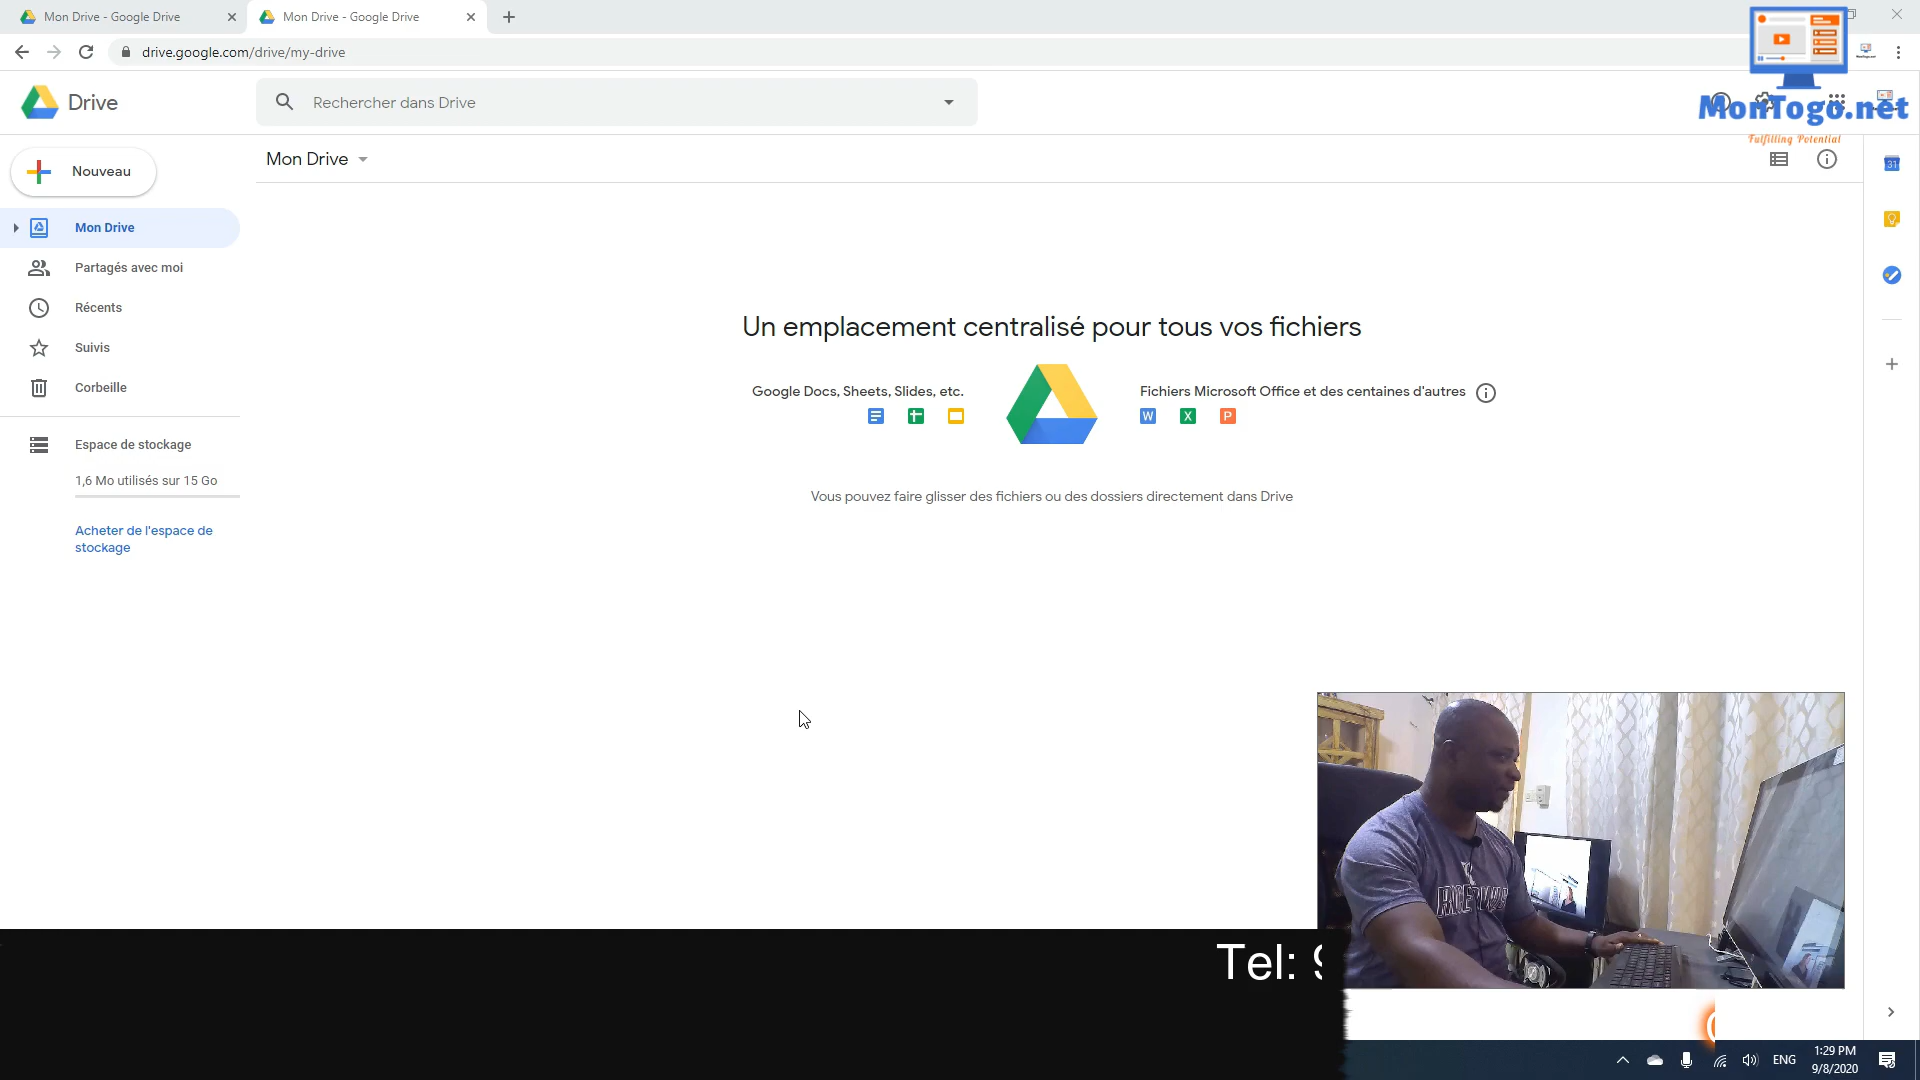 Mon Drive - Google Drive
Mon Drive - Google Drive
drive.google.com/drive/my-drive
Drive
Rechercher dans Drive
MonTogo.net
Fulfilling Potential
Nouveau
Mon Drive
Mon Drive
Partagés avec moi
Récents
Suivis
Corbeille
Espace de stockage
1,6 Mo utilisés sur 15 Go
Acheter de l'espace de
stockage
Un emplacement centralisé pour tous vos fichiers
Google Docs, Sheets, Slides, etc.
Fichiers Microsoft Office et des centaines d'autres
W X P
Vous pouvez faire glisser des fichiers ou des dossiers directement dans Drive
31
Tel:
ENG
1:29 PM
9/8/2020